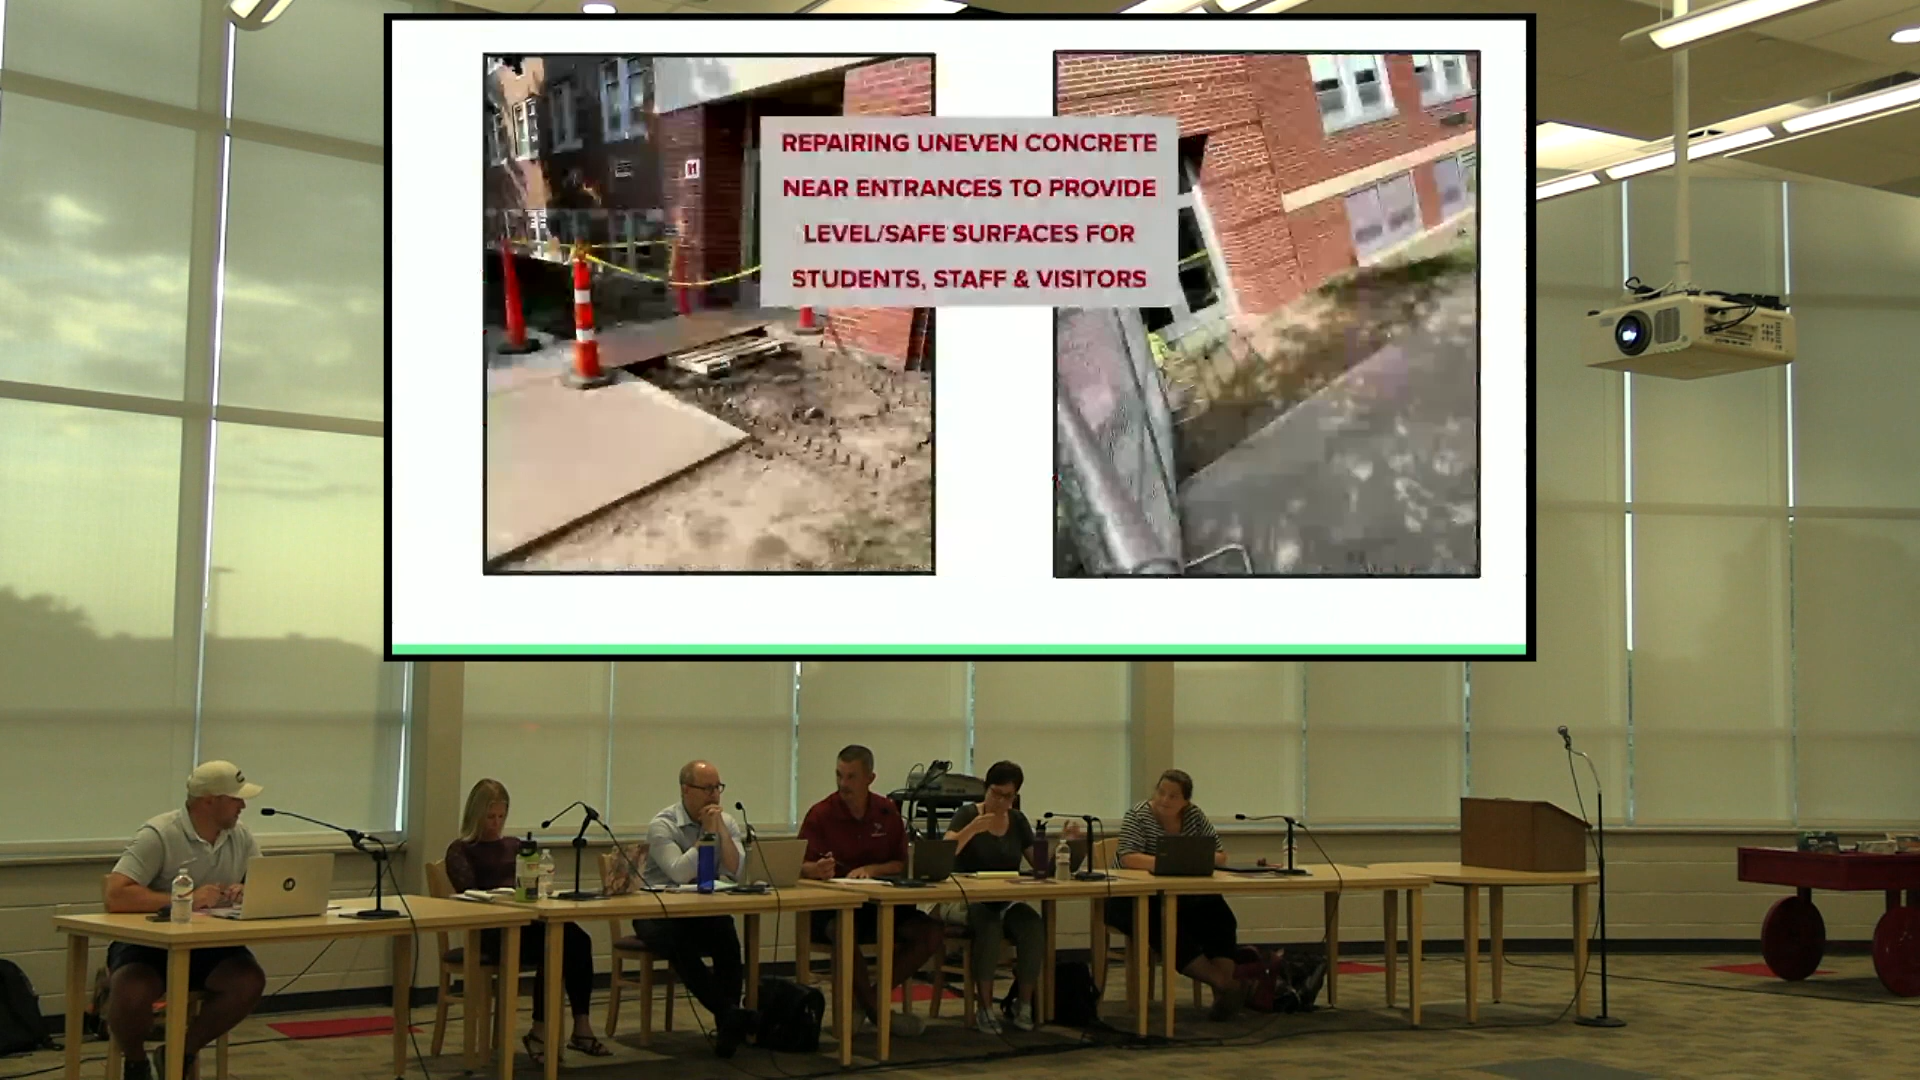 REPAIRING UNEVEN CONCRETE
NEAR ENTRANCES TO PROVIDE
LEVEL/SAFE SURFACES FOR
STUDENTS, STAFF & VISITORS